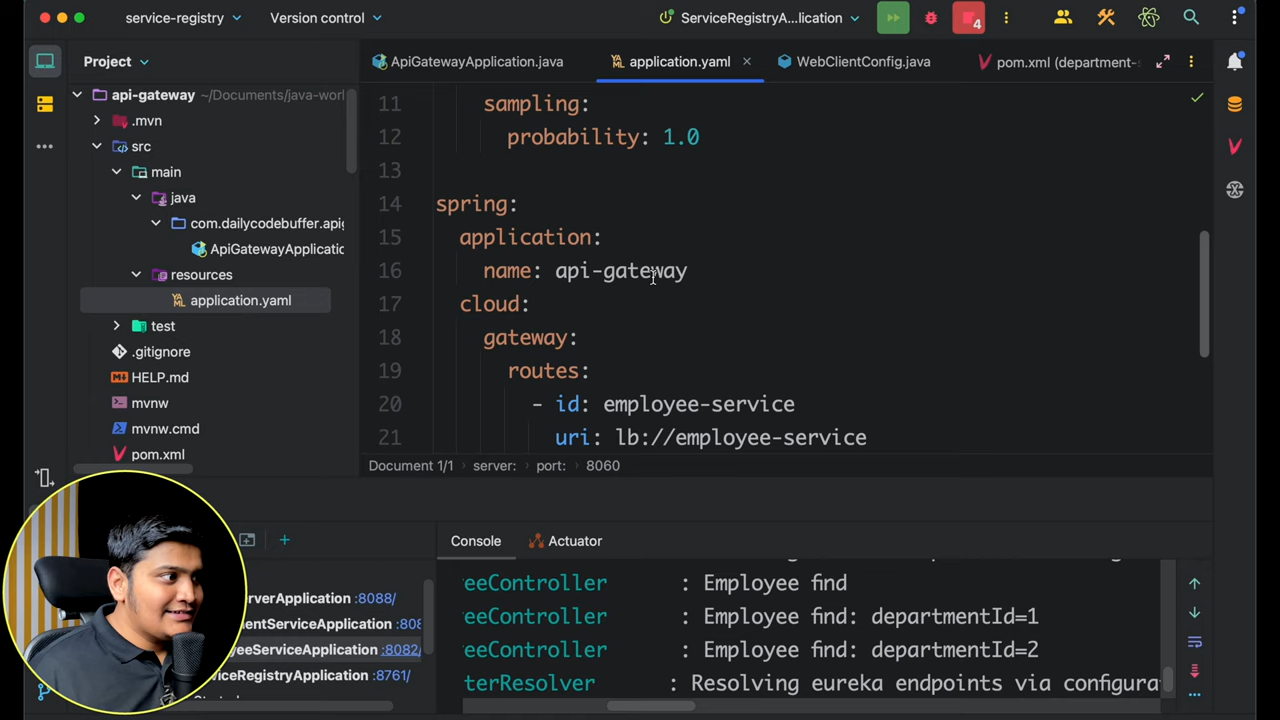 service-registry
Version control
ServiceRegistryA...lication
4
Project
ApiGatewayApplication.java
application.yaml
WebClientConfig.java
pom.xml (department-
api-gateway ~/Documents/java-worl
.mvn
src
main
java
com.dailycodebuffer.apig
ApiGatewayApplicatic
resources
application.yaml
test
.gitignore
HELP.md
mvnw
mvnw.cmd
pom.xml
11 sampling:
12 probability: 1.0
13
14 spring:
15 application:
16 name: api-gateway
17 cloud:
18 gateway:
19 routes:
20 - id: employee-service
21 uri: lb://employee-service
Document 1/1 server: port: 8060
Console
Actuator
erverApplication :8088/
entServiceApplication :808
eeServiceApplication :8082/
viceRegistryApplication :8761/
eeController : Employee find
eeController : Employee find: departmentId=1
eeController : Employee find: departmentId=2
terResolver : Resolving eureka endpoints via configura